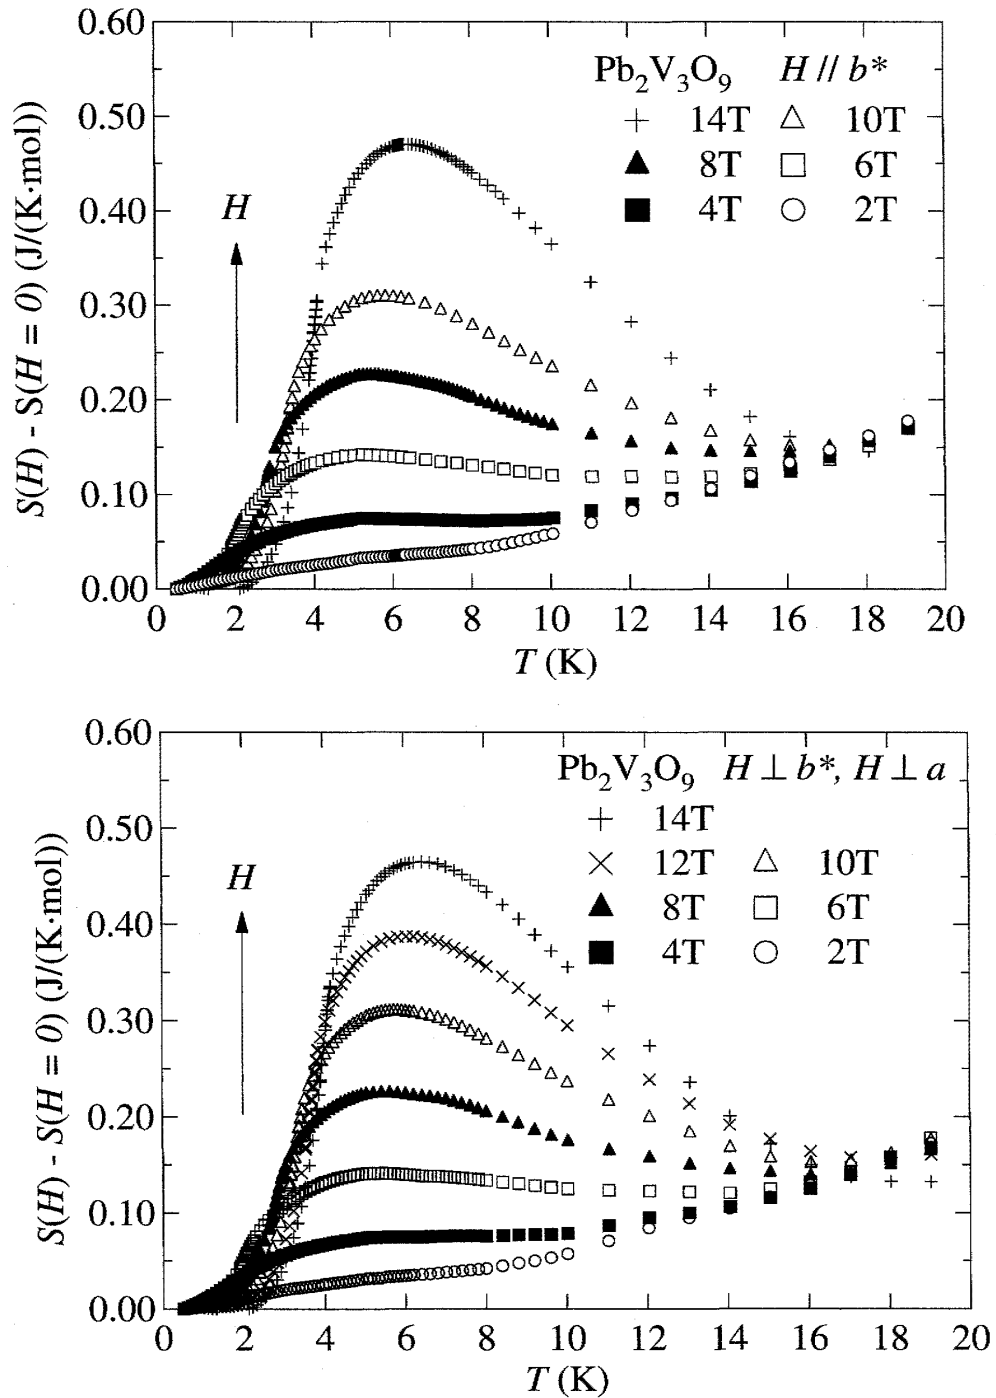 0.60
0.50
0.40
0.30
0.20
0.10
0.00
S(H) - S(H = 0) (J/(K·mol))
Pb₂V₃O₉ H // b*
14T 10T
8T 6T
4T 2T
H
0 2 4 6 8 10 12 14 16 18 20
T (K)
0.60
0.50
0.40
0.30
0.20
0.10
0.00
S(H) - S(H = 0) (J/(K·mol))
Pb₂V₃O₉ H ⊥ b*, H ⊥ a
14T
12T 10T
8T 6T
4T 2T
H
0 2 4 6 8 10 12 14 16 18 20
T (K)